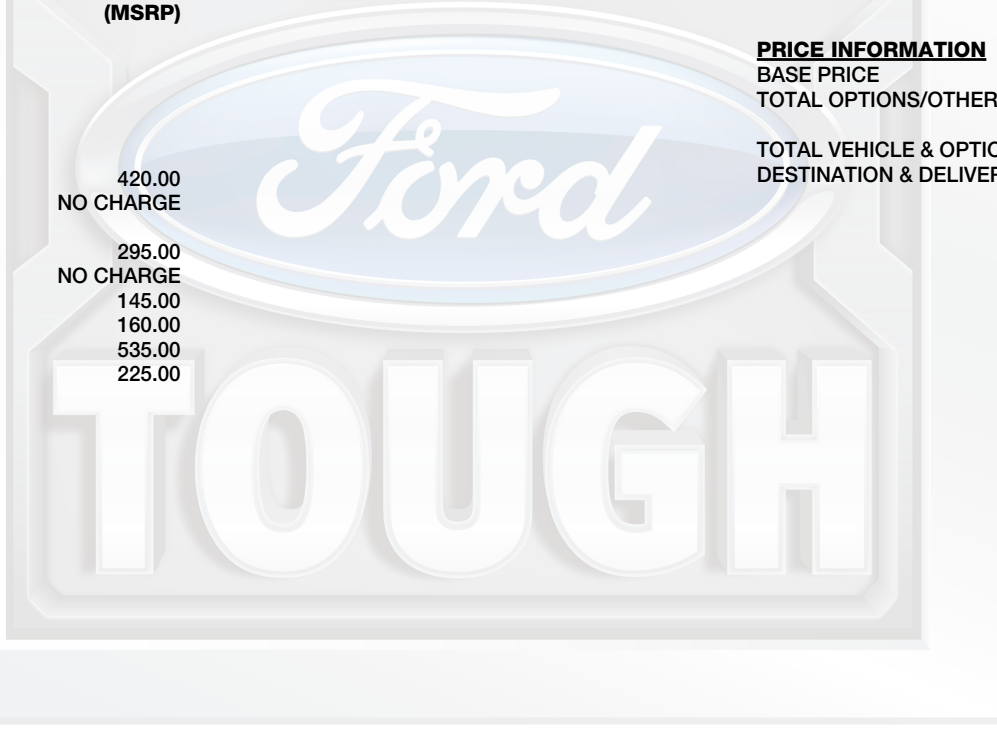 (MSRP)
420.00
NO CHARGE
295.00
NO CHARGE
145.00
160.00
535.00
225.00
PRICE INFORMATION
BASE PRICE
TOTAL OPTIONS/OTHER
TOTAL VEHICLE & OPTIO
DESTINATION & DELIVER
Ford
TOUGH